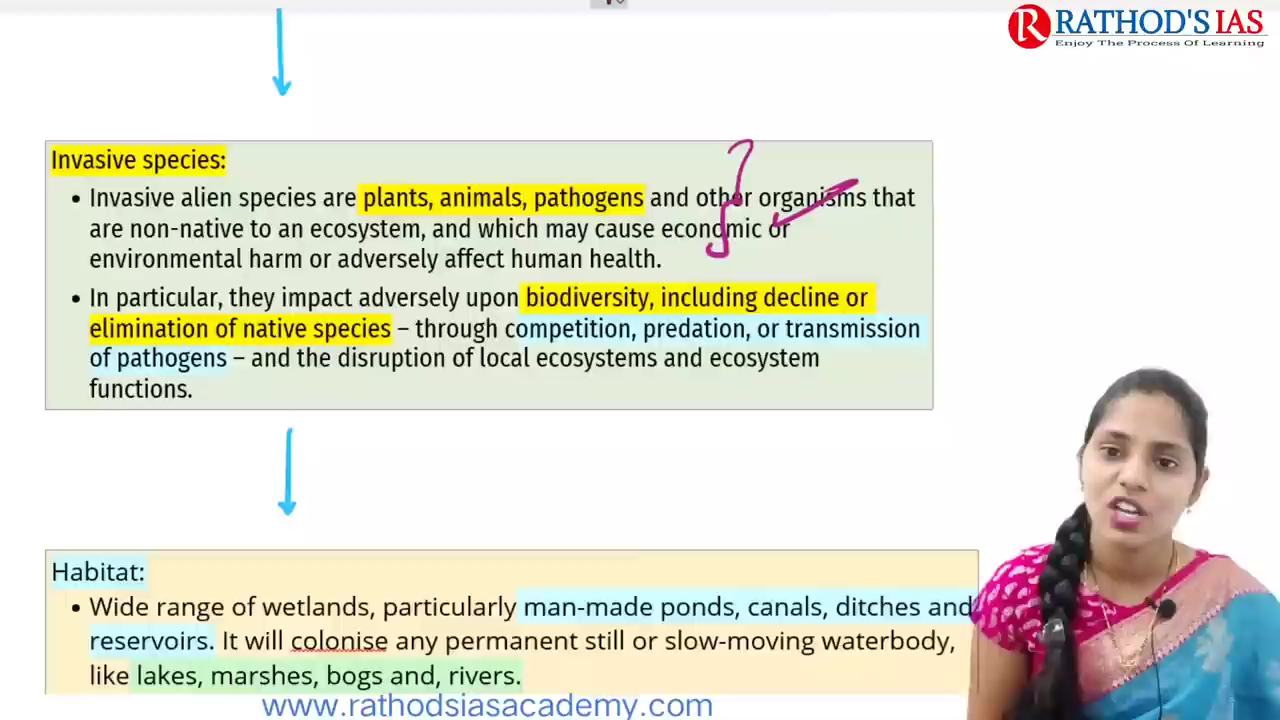 RATHOD'S IAS
Enjoy The Process Of Learning
Invasive species:
• Invasive alien species are plants, animals, pathogens and other organisms that
are non-native to an ecosystem, and which may cause economic or
environmental harm or adversely affect human health.
• In particular, they impact adversely upon biodiversity, including decline or
elimination of native species – through competition, predation, or transmission
of pathogens – and the disruption of local ecosystems and ecosystem
functions.
Habitat:
• Wide range of wetlands, particularly man-made ponds, canals, ditches and
reservoirs. It will colonise any permanent still or slow-moving waterbody,
like lakes, marshes, bogs and, rivers.
www.rathodsiasacademy.com